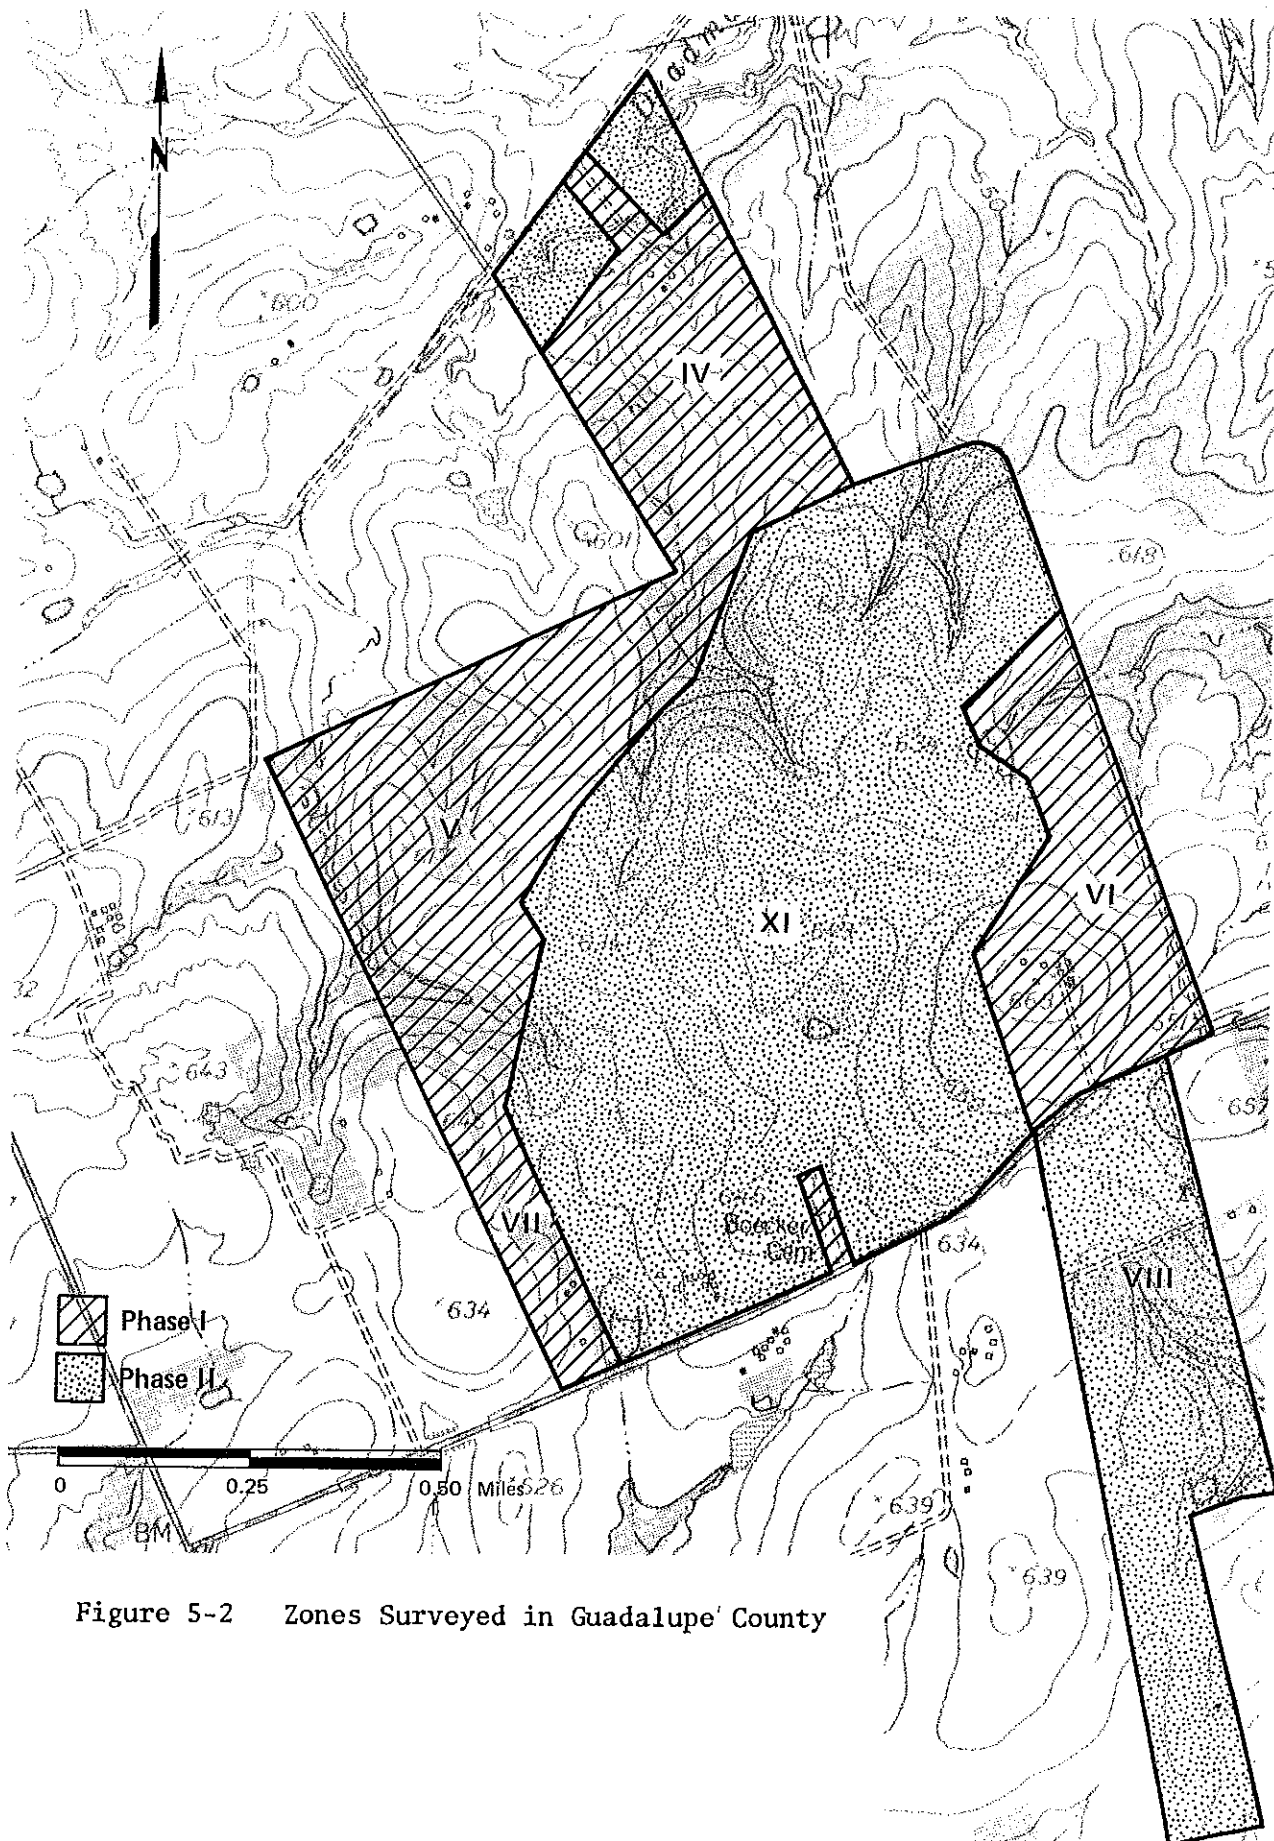 N
600
IV
601
618
V
613
XI
VI
663
643
657
VII
Boecker
Cem
634
VIII
634
Phase I
Phase II
0 0.25 0.50 Miles
626
BM
639
639
Figure 5-2 Zones Surveyed in Guadalupe County